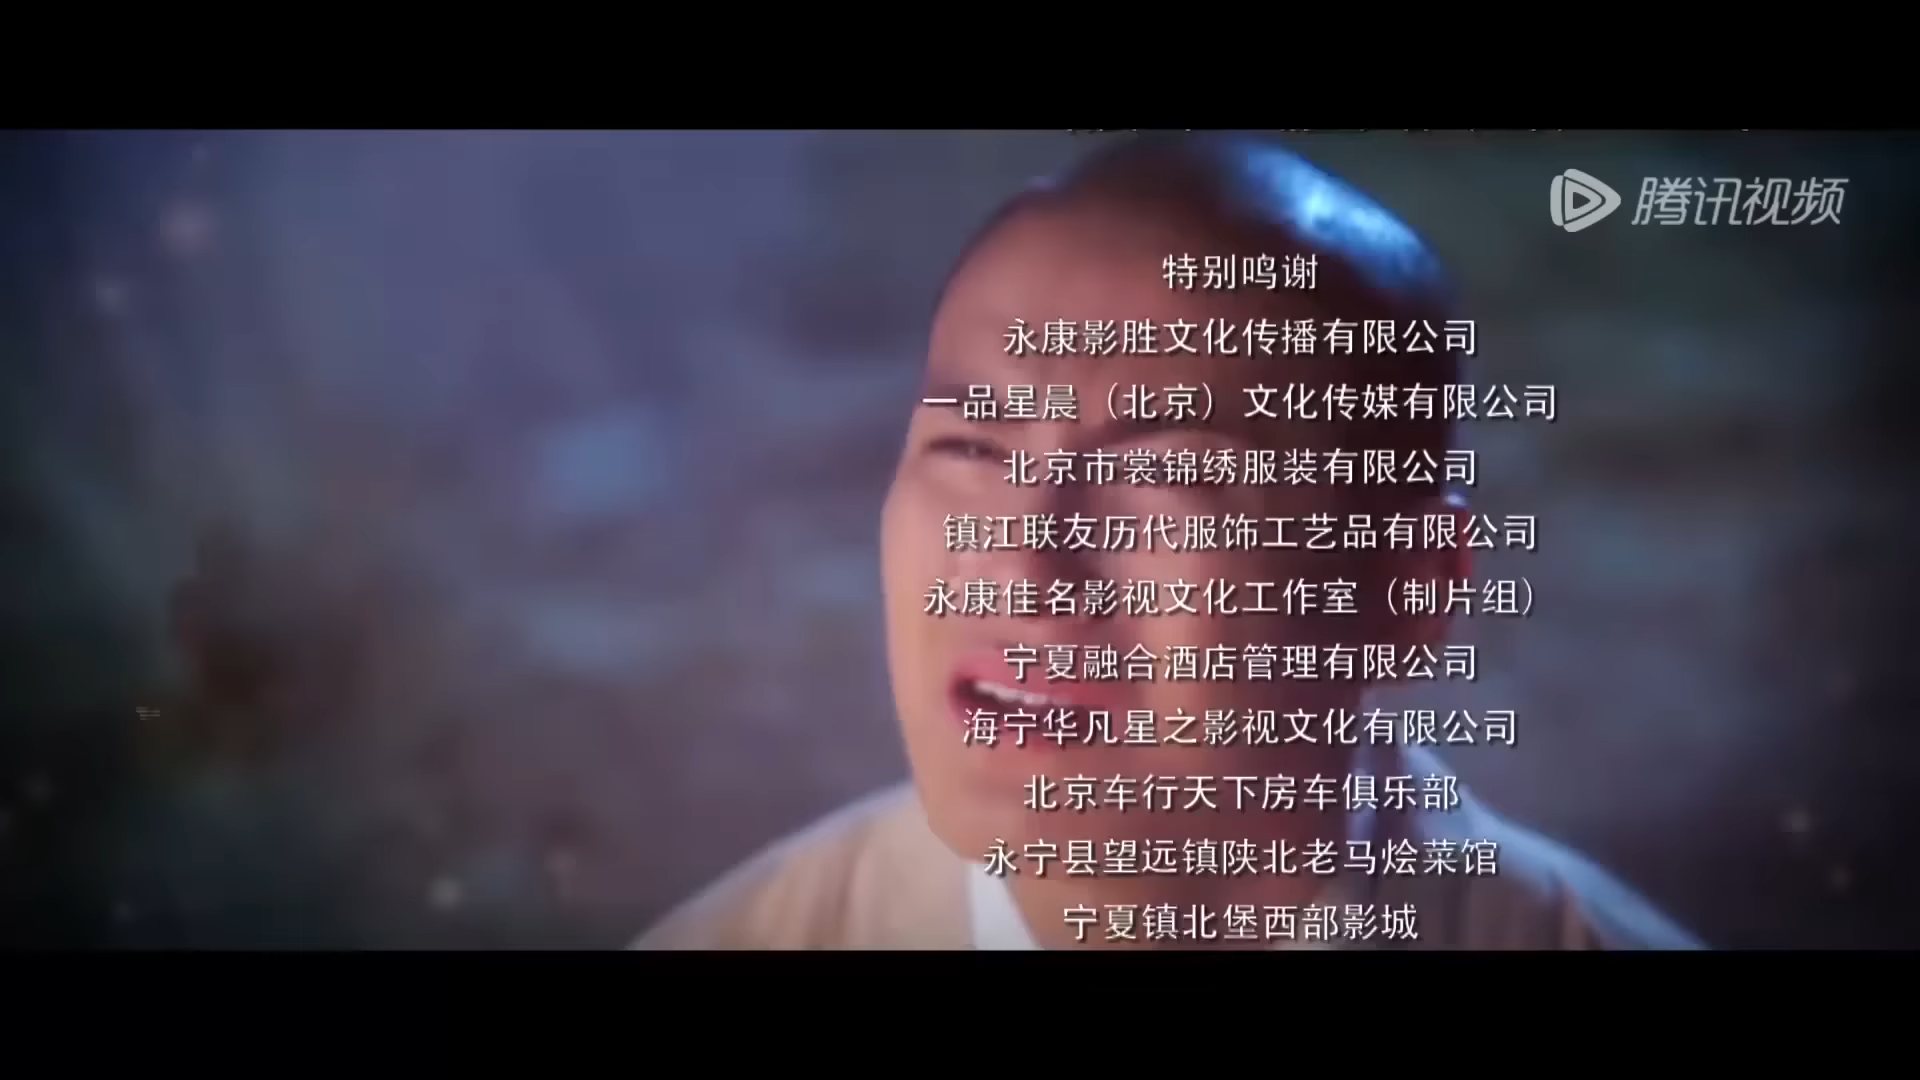 腾讯视频
特别鸣谢
永康影胜文化传播有限公司
一品星晨（北京）文化传媒有限公司
北京市裳锦绣服装有限公司
镇江联友历代服饰工艺品有限公司
永康佳名影视文化工作室（制片组）
宁夏融合酒店管理有限公司
海宁华凡星之影视文化有限公司
北京车行天下房车俱乐部
永宁县望远镇陕北老马烩菜馆
宁夏镇北堡西部影城